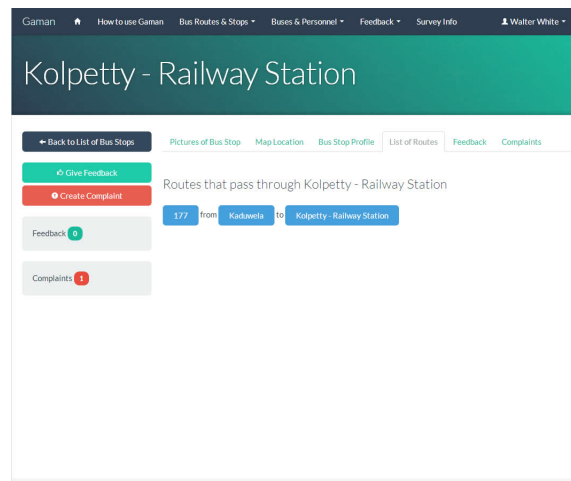 Gaman How to use Gaman Bus Routes & Stops Buses & Personnel Feedback Survey Info Walter White
Kolpetty - Railway Station
Back to List of Bus Stops
Give Feedback
Create Complaint
Feedback 0
Complaints 1
Pictures of Bus Stop Map Location Bus Stop Profile List of Routes Feedback Complaints
Routes that pass through Kolpetty - Railway Station
177 from Kaduwela to Kolpetty - Railway Station